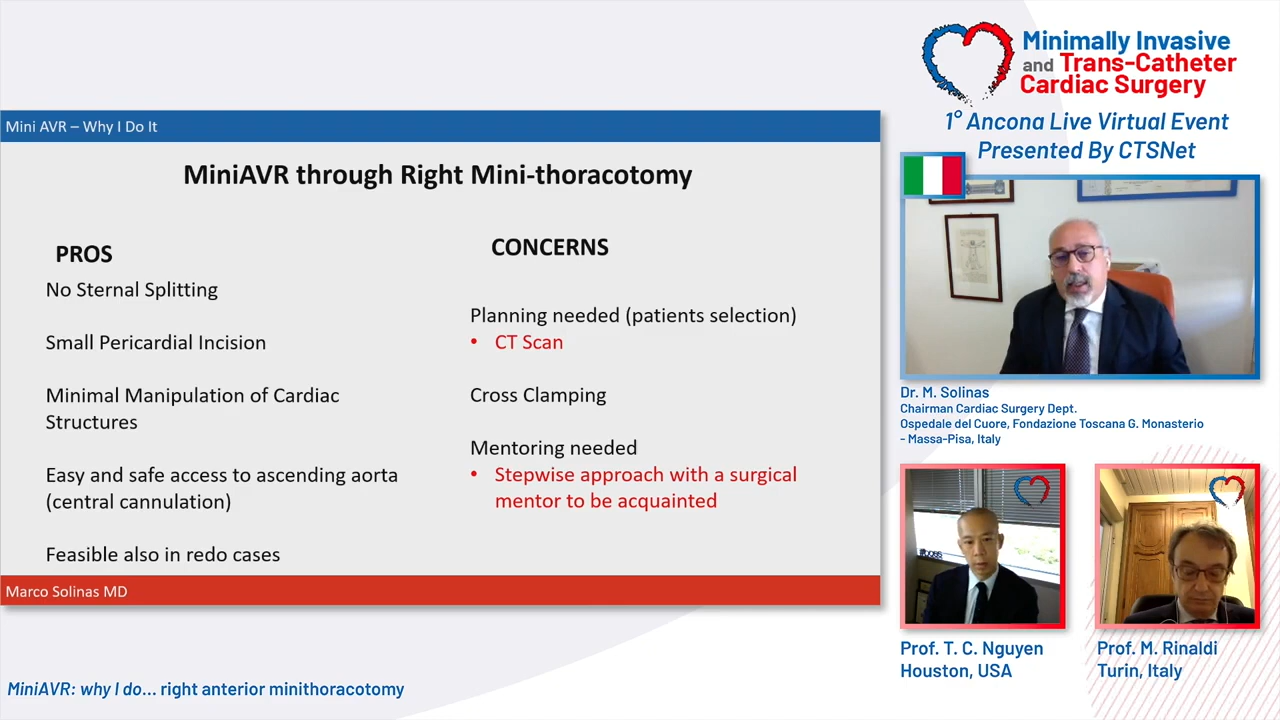 Minimally Invasive
and Trans-Catheter
Cardiac Surgery
1° Ancona Live Virtual Event
Presented By CTSNet
Mini AVR – Why I Do It
MiniAVR through Right Mini-thoracotomy
PROS
No Sternal Splitting
Small Pericardial Incision
Minimal Manipulation of Cardiac
Structures
Easy and safe access to ascending aorta
(central cannulation)
Feasible also in redo cases
CONCERNS
Planning needed (patients selection)
• CT Scan
Cross Clamping
Mentoring needed
• Stepwise approach with a surgical
mentor to be acquainted
Marco Solinas MD
Dr. M. Solinas
Chairman Cardiac Surgery Dept.
Ospedale del Cuore, Fondazione Toscana G. Monasterio
- Massa-Pisa, Italy
Prof. T. C. Nguyen
Houston, USA
Prof. M. Rinaldi
Turin, Italy
MiniAVR: why I do... right anterior minithoracotomy